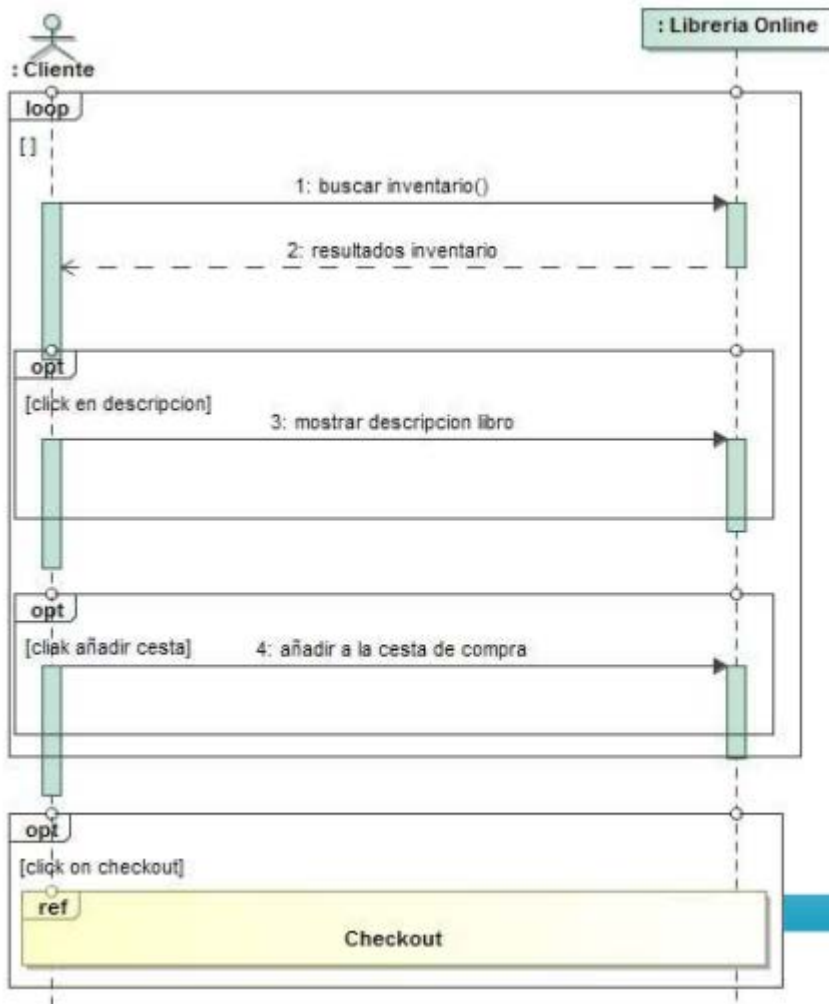 : Libreria Online
: Cliente
loop
[ ]
1: buscar inventario()
2: resultados inventario
opt
[click en descripcion]
3: mostrar descripcion libro
opt
[click añadir cesta]
4: añadir a la cesta de compra
opt
[click on checkout]
ref
Checkout